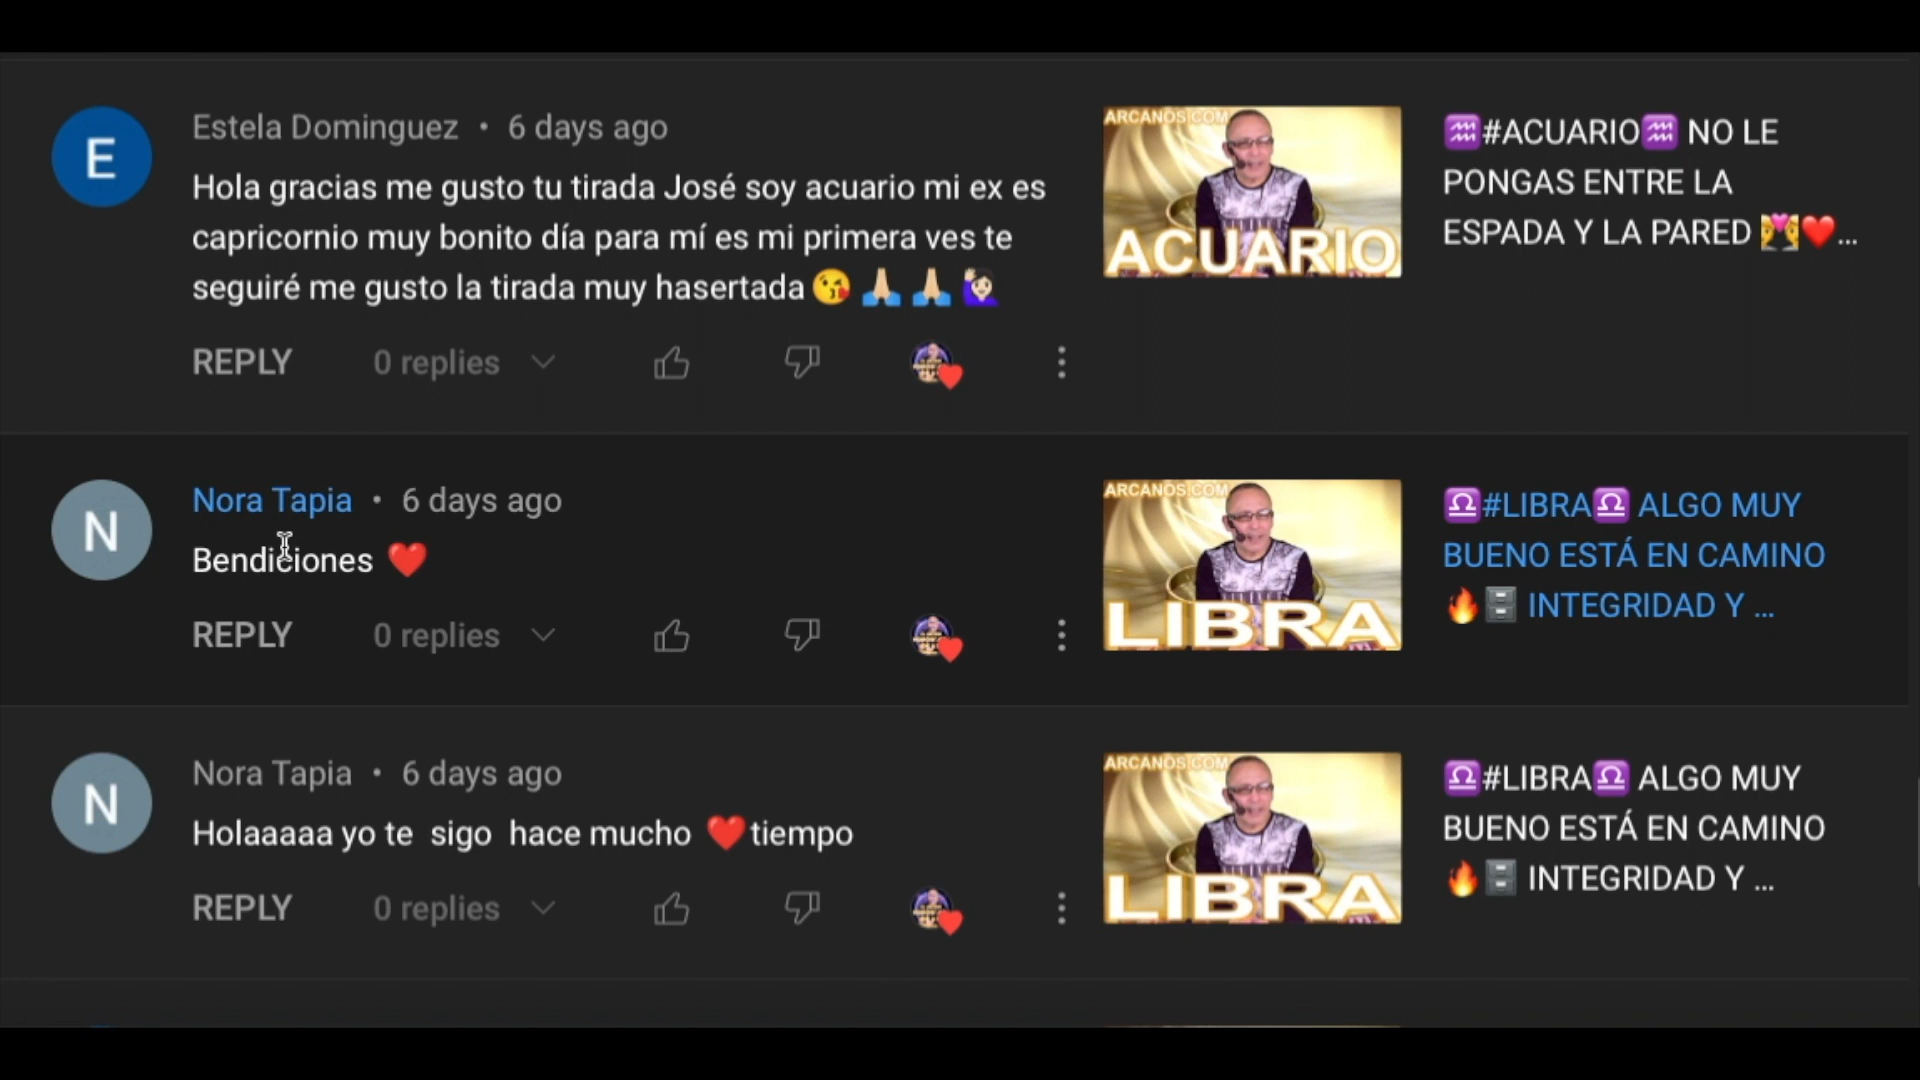 E
Estela Dominguez • 6 days ago
Hola gracias me gusto tu tirada José soy acuario mi ex es
capricornio muy bonito día para mí es mi primera ves te
seguiré me gusto la tirada muy hasertada 😘 🙏🏼 🙏🏼 🙋🏻‍♀️
REPLY 0 replies
ARCANOS.COM
ACUARIO
♒#ACUARIO♒ NO LE
PONGAS ENTRE LA
ESPADA Y LA PARED 💏❤️...
N
Nora Tapia • 6 days ago
Bendiciones ❤️
REPLY 0 replies
ARCANOS.COM
LIBRA
♎#LIBRA♎ ALGO MUY
BUENO ESTÁ EN CAMINO
🔥🗄️ INTEGRIDAD Y ...
N
Nora Tapia • 6 days ago
Holaaaaa yo te  sigo  hace mucho ❤️tiempo
REPLY 0 replies
ARCANOS.COM
LIBRA
♎#LIBRA♎ ALGO MUY
BUENO ESTÁ EN CAMINO
🔥🗄️ INTEGRIDAD Y ...